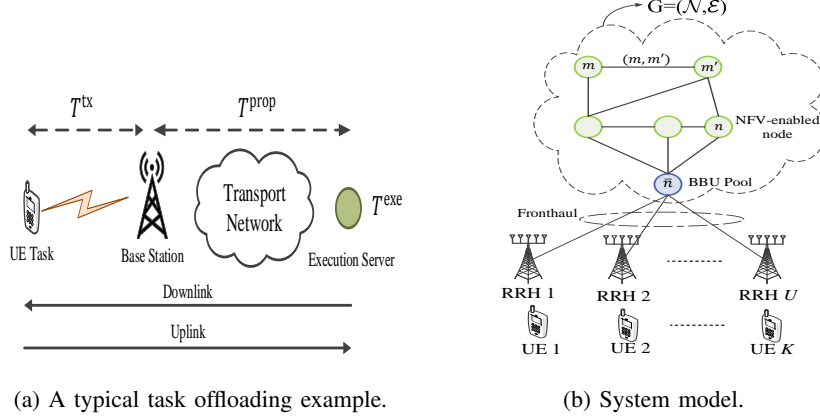 T^tx
T^prop
Transport
Network
T^exe
UE Task
Base Station
Execution Server
Downlink
Uplink
(a) A typical task offloading example.
G=(𝒩,ℰ)
m
(m, m′)
m′
n
NFV-enabled
node
n̄
BBU Pool
Fronthaul
RRH 1
RRH 2
RRH U
UE 1
UE 2
UE K
(b) System model.